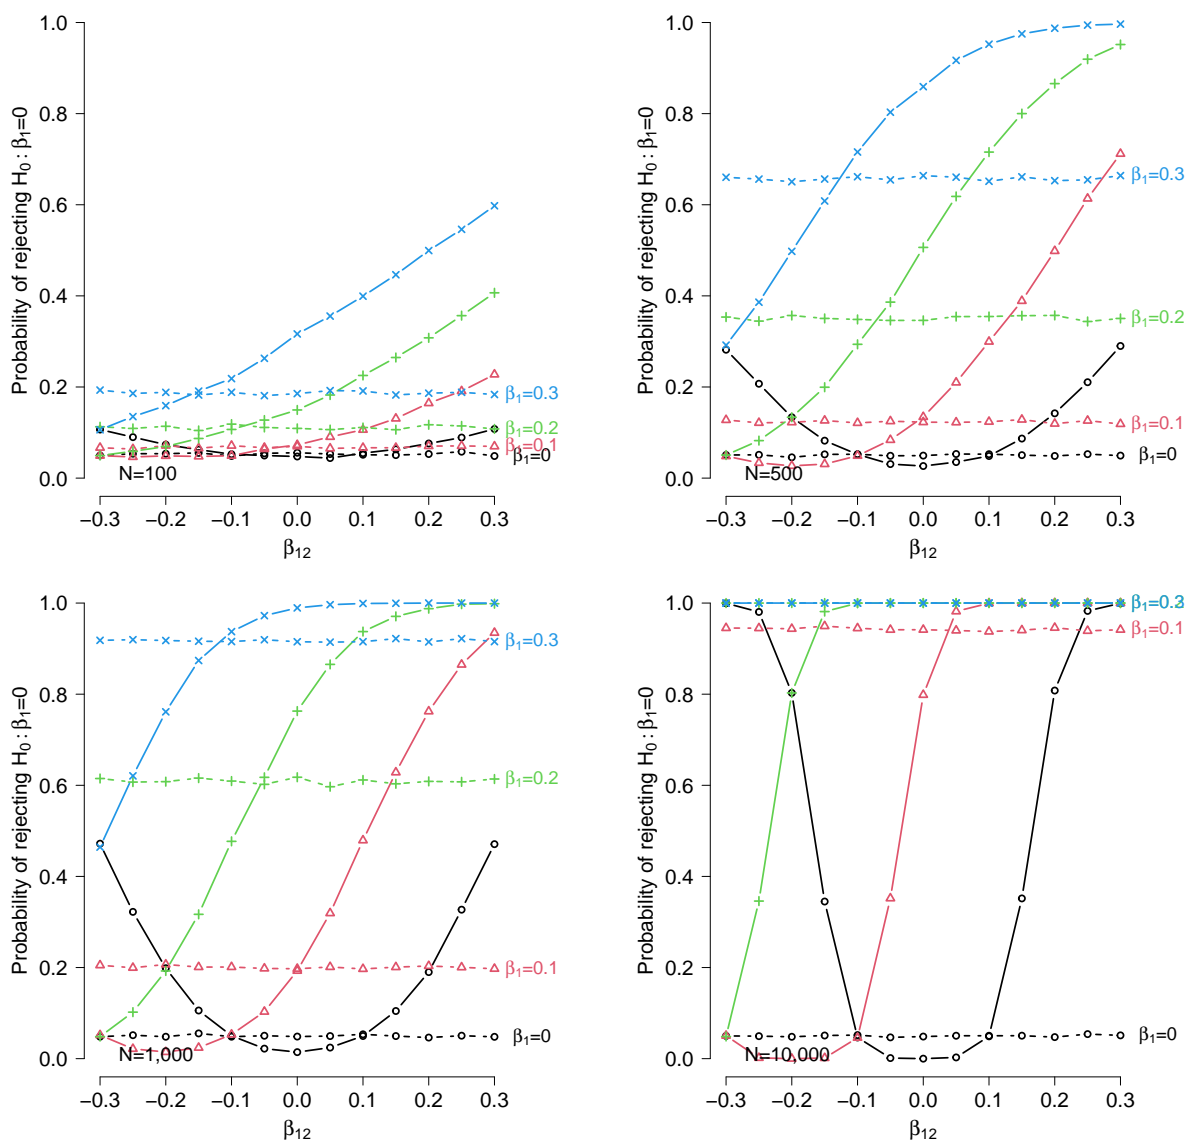 1.0
0.8
0.6
0.4
0.2
0.0
Probability of rejecting H₀ : β₁=0
β₁=0.3
β₁=0.2
β₁=0.1
β₁=0
N=100
−0.3 −0.2 −0.1 0.0 0.1 0.2 0.3
β₁₂
1.0
0.8
0.6
0.4
0.2
0.0
Probability of rejecting H₀ : β₁=0
β₁=0.3
β₁=0.2
β₁=0.1
β₁=0
N=500
−0.3 −0.2 −0.1 0.0 0.1 0.2 0.3
β₁₂
1.0
0.8
0.6
0.4
0.2
0.0
Probability of rejecting H₀ : β₁=0
β₁=0.3
β₁=0.2
β₁=0.1
β₁=0
N=1,000
−0.3 −0.2 −0.1 0.0 0.1 0.2 0.3
β₁₂
1.0
0.8
0.6
0.4
0.2
0.0
Probability of rejecting H₀ : β₁=0
β₁=0.3
β₁=0.1
β₁=0
N=10,000
−0.3 −0.2 −0.1 0.0 0.1 0.2 0.3
β₁₂